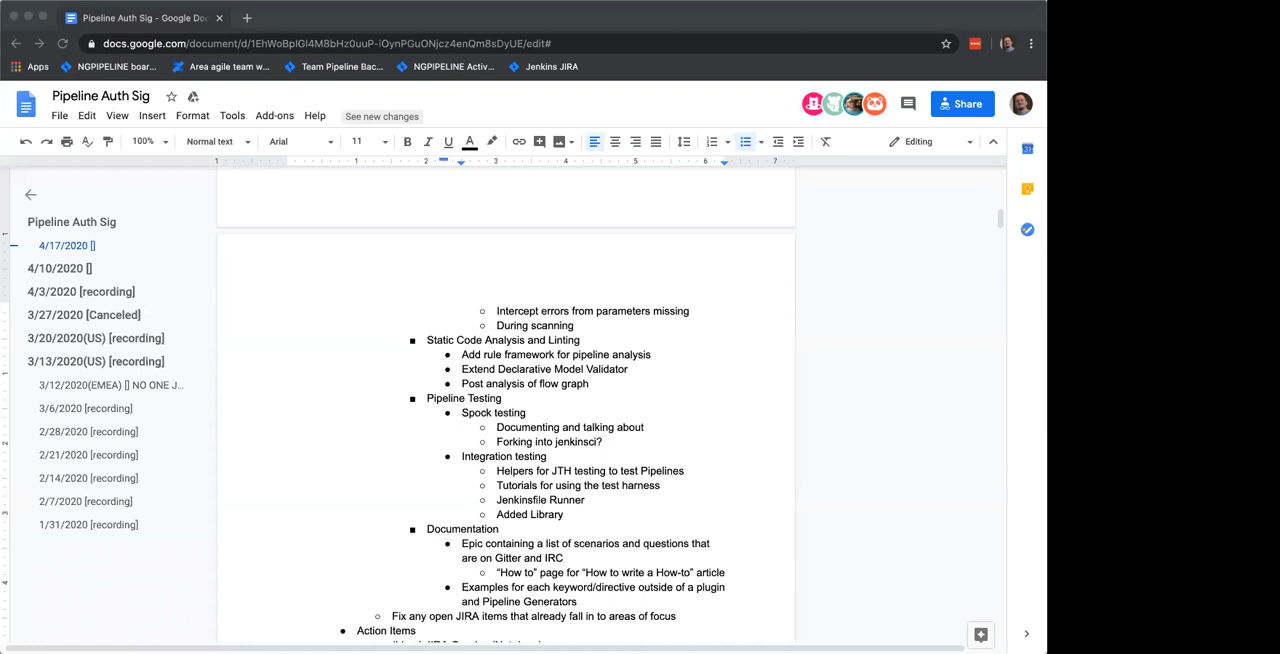 Pipeline Auth Sig - Google Doc
docs.google.com/document/d/1EhWoBplGl4M8bHz0uuP-iOynPGuONjcz4enQm8sDyUE/edit#
Apps NGPIPELINE boar... Area agile team w... Team Pipeline Bac... NGPIPELINE Activ... Jenkins JIRA
Pipeline Auth Sig
File Edit View Insert Format Tools Add-ons Help See new changes
Share
100% Normal text Arial 11 B I U A Editing
1 1 2 3 4 5 6 7
Pipeline Auth Sig
4/17/2020 []
4/10/2020 []
4/3/2020 [recording]
3/27/2020 [Canceled]
3/20/2020(US) [recording]
3/13/2020(US) [recording]
3/12/2020(EMEA) [] NO ONE J...
3/6/2020 [recording]
2/28/2020 [recording]
2/21/2020 [recording]
2/14/2020 [recording]
2/7/2020 [recording]
1/31/2020 [recording]
Intercept errors from parameters missing
During scanning
Static Code Analysis and Linting
Add rule framework for pipeline analysis
Extend Declarative Model Validator
Post analysis of flow graph
Pipeline Testing
Spock testing
Documenting and talking about
Forking into jenkinsci?
Integration testing
Helpers for JTH testing to test Pipelines
Tutorials for using the test harness
Jenkinsfile Runner
Added Library
Documentation
Epic containing a list of scenarios and questions that
are on Gitter and IRC
“How to” page for “How to write a How-to” article
Examples for each keyword/directive outside of a plugin
and Pipeline Generators
Fix any open JIRA items that already fall in to areas of focus
Action Items